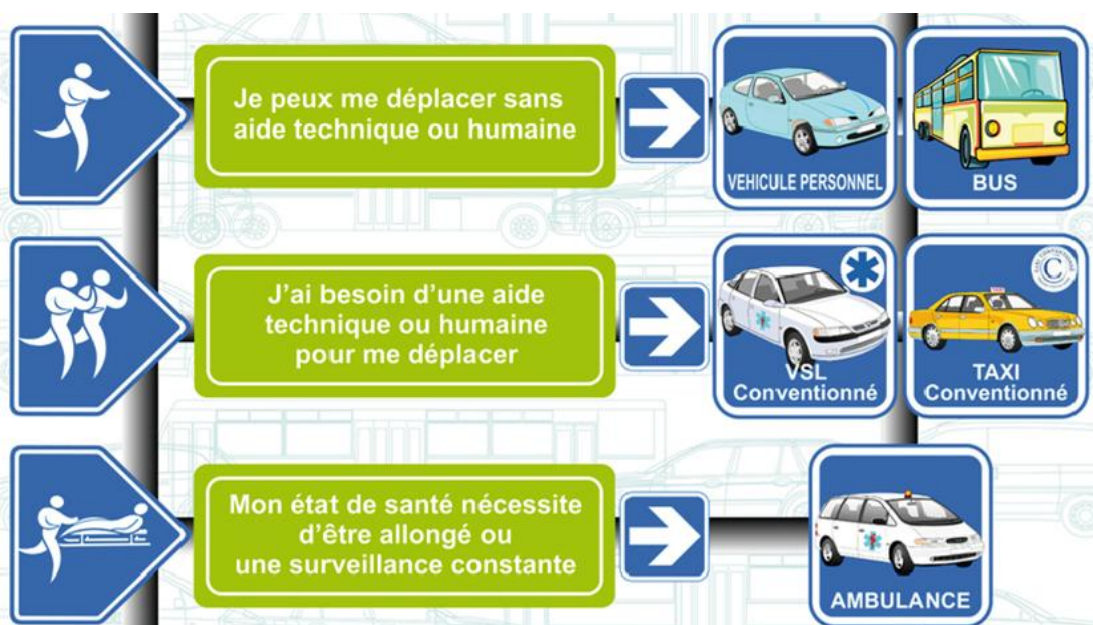 Je peux me déplacer sans
aide technique ou humaine
VEHICULE PERSONNEL
BUS
J'ai besoin d'une aide
technique ou humaine
pour me déplacer
VSL
Conventionné
C
TAXI
TAXI
Conventionné
Mon état de santé nécessite
d'être allongé ou
une surveillance constante
AMBULANCE